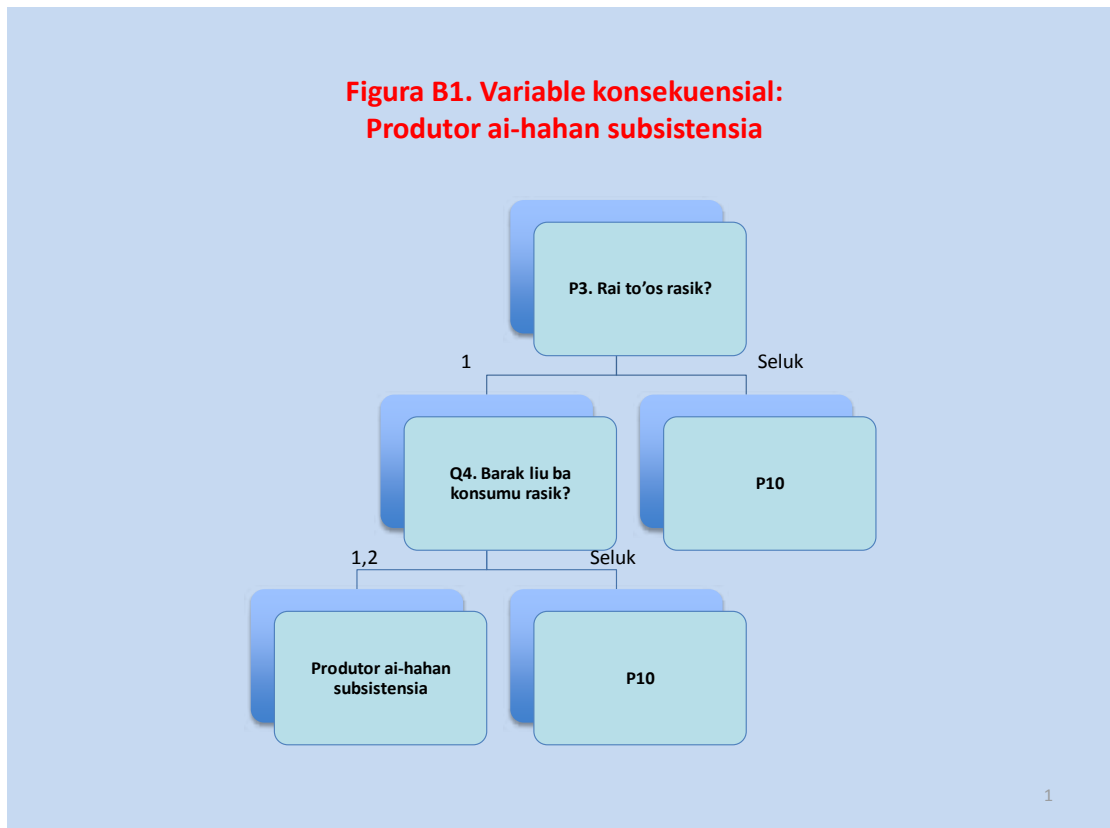 Figura B1. Variable konsekuensial:
Produtor ai-hahan subsistensia
P3. Rai to’os rasik?
1
Seluk
Q4. Barak liu ba
konsumu rasik?
P10
1,2
Seluk
Produtor ai-hahan
subsistensia
P10
1